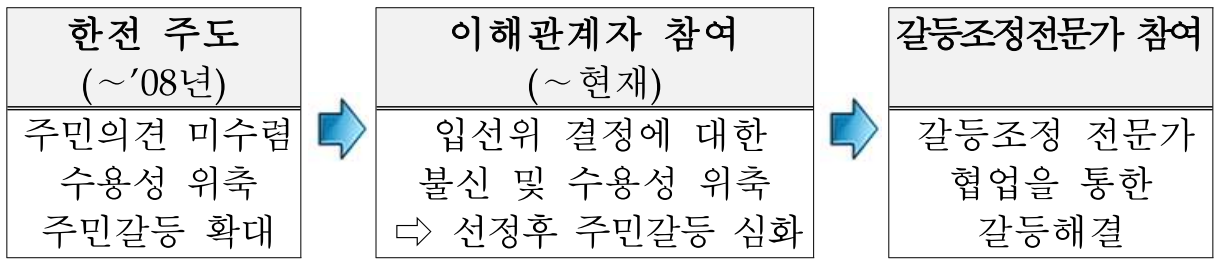 한전 주도
(～′08년)
주민의견 미수렴
수용성 위축
주민갈등 확대
이해관계자 참여
(～현재)
입선위 결정에 대한
불신 및 수용성 위축
⇨ 선정후 주민갈등 심화
갈등조정전문가 참여
갈등조정 전문가
협업을 통한
갈등해결